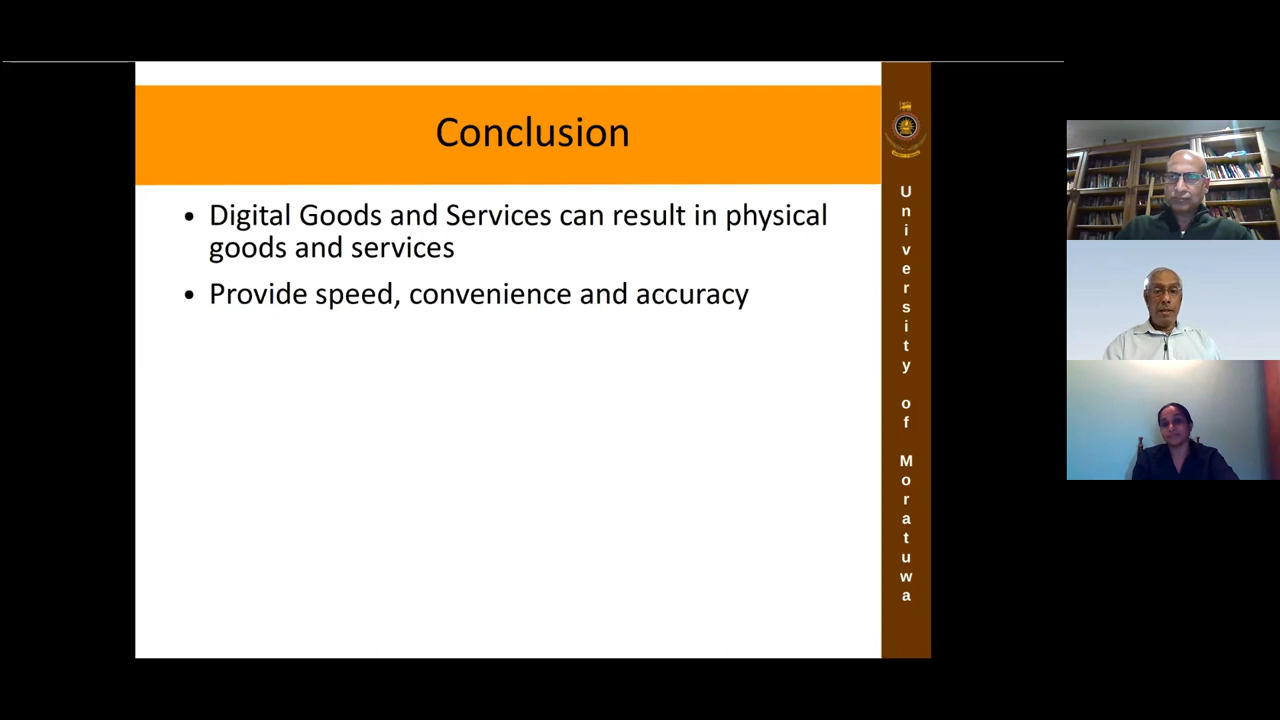 Conclusion
• Digital Goods and Services can result in physical
goods and services
• Provide speed, convenience and accuracy
University of Moratuwa